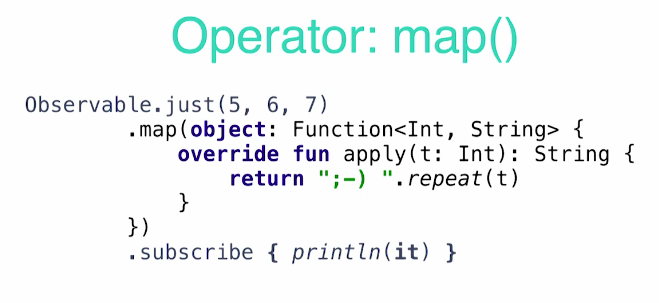 Operator: map()
Observable.just(5, 6, 7)
.map(object: Function<Int, String> {
override fun apply(t: Int): String {
return ";-) ".repeat(t)
}
})
.subscribe { println(it) }